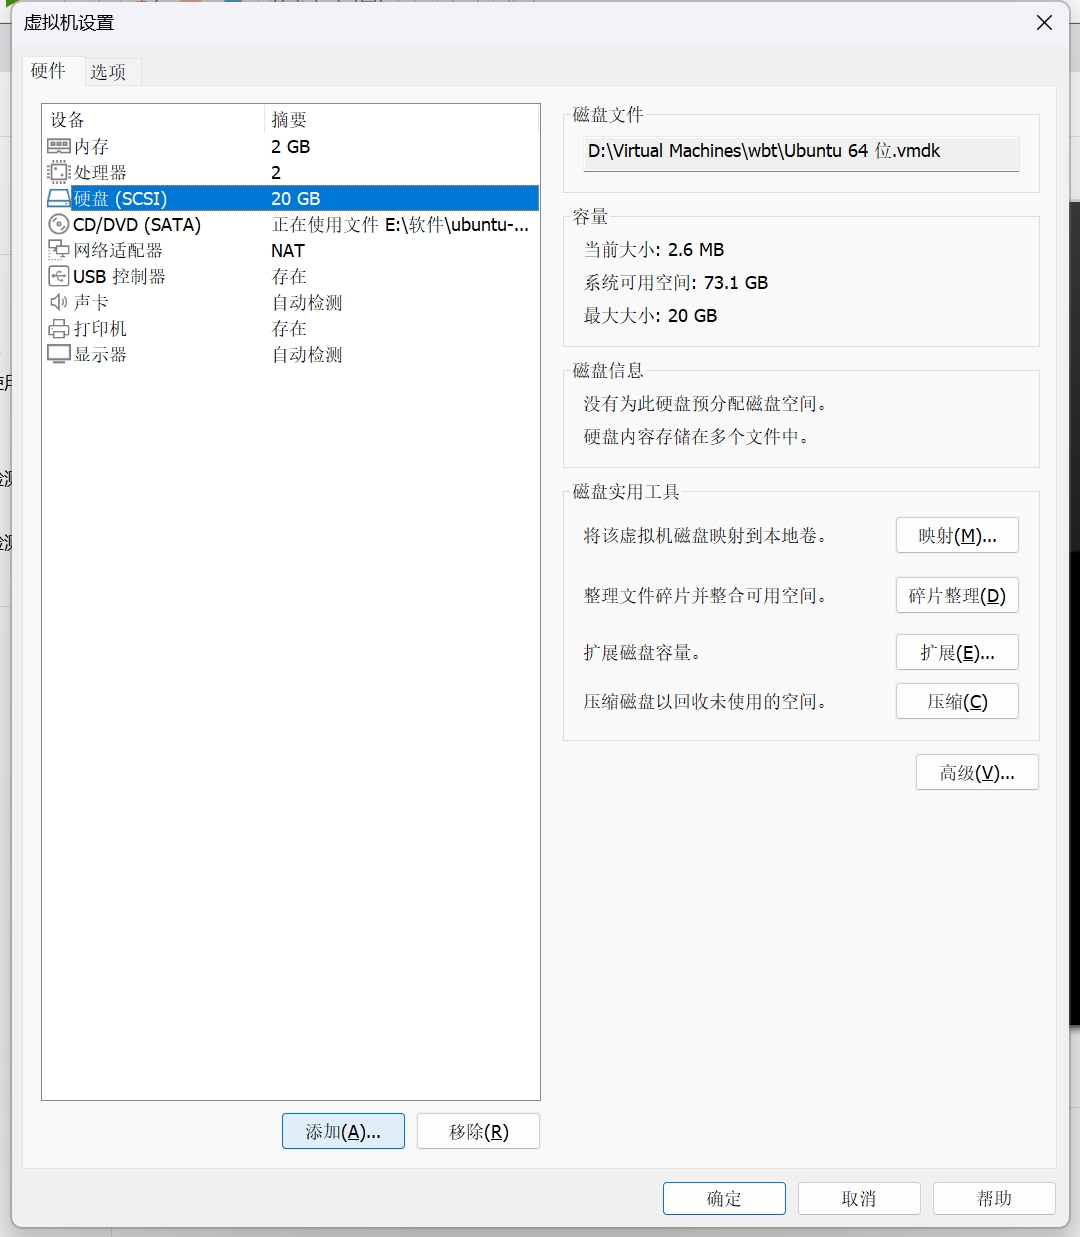 虚拟机设置
硬件 选项
设备 摘要
内存 2 GB
处理器 2
硬盘 (SCSI) 20 GB
CD/DVD (SATA) 正在使用文件 E:\软件\ubuntu-...
网络适配器 NAT
USB 控制器 存在
声卡 自动检测
打印机 存在
显示器 自动检测
添加(A)... 移除(R)
磁盘文件
D:\Virtual Machines\wbt\Ubuntu 64 位.vmdk
容量
当前大小: 2.6 MB
系统可用空间: 73.1 GB
最大大小: 20 GB
磁盘信息
没有为此硬盘预分配磁盘空间。
硬盘内容存储在多个文件中。
磁盘实用工具
将该虚拟机磁盘映射到本地卷。 映射(M)...
整理文件碎片并整合可用空间。 碎片整理(D)
扩展磁盘容量。 扩展(E)...
压缩磁盘以回收未使用的空间。 压缩(C)
高级(V)...
确定 取消 帮助